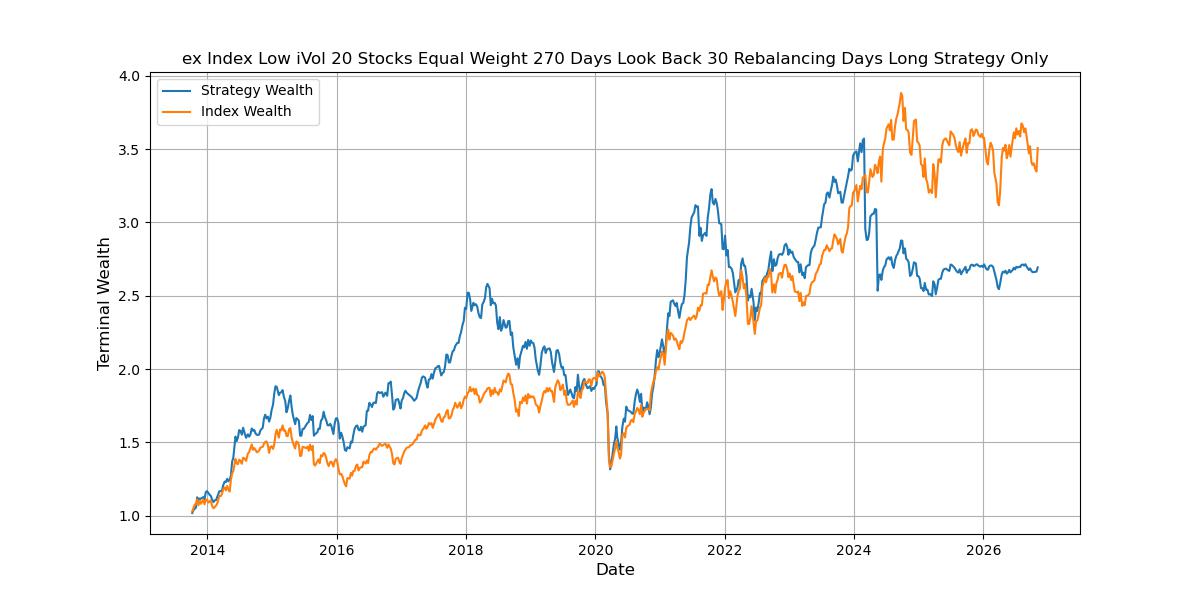 ex Index Low iVol 20 Stocks Equal Weight 270 Days Look Back 30 Rebalancing Days Long Strategy Only
Strategy Wealth
Index Wealth
Terminal Wealth
4.0
3.5
3.0
2.5
2.0
1.5
1.0
2014 2016 2018 2020 2022 2024 2026
Date